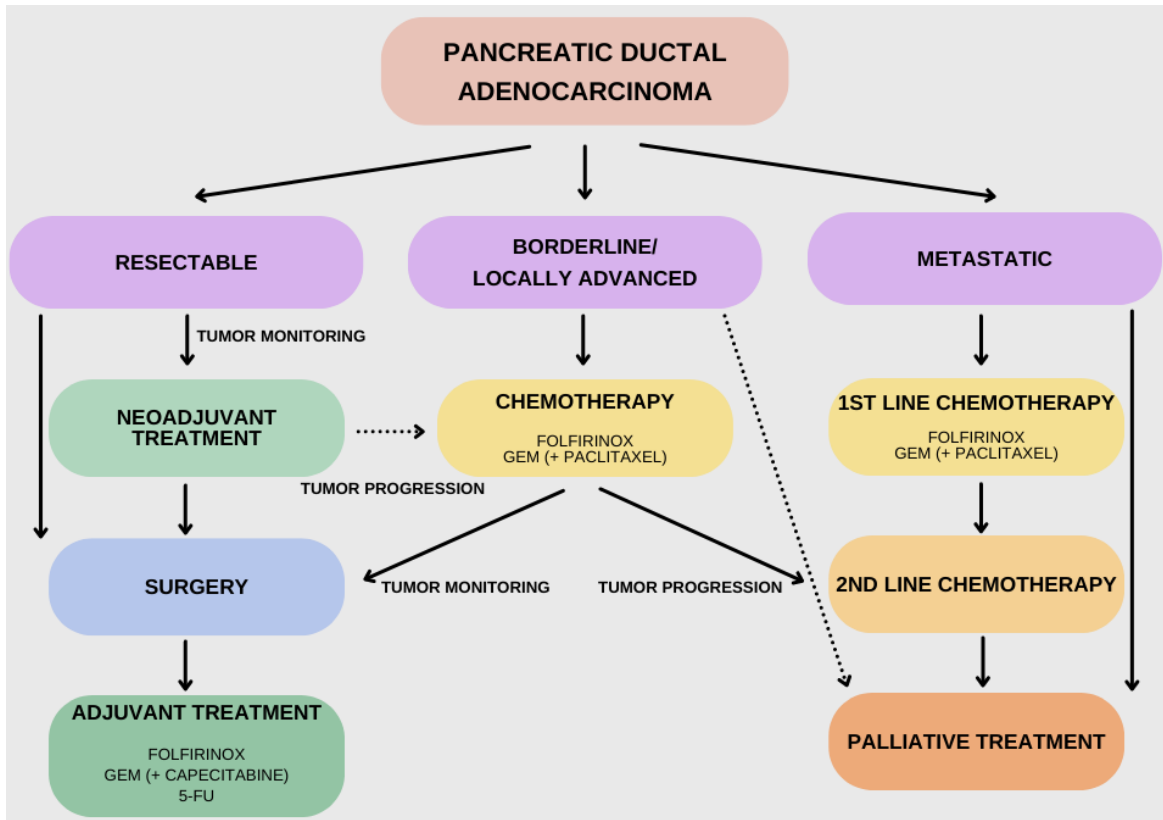 PANCREATIC DUCTAL
ADENOCARCINOMA
RESECTABLE
BORDERLINE/
LOCALLY ADVANCED
METASTATIC
TUMOR MONITORING
NEOADJUVANT
TREATMENT
CHEMOTHERAPY
FOLFIRINOX
GEM (+ PACLITAXEL)
1ST LINE CHEMOTHERAPY
FOLFIRINOX
GEM (+ PACLITAXEL)
TUMOR PROGRESSION
SURGERY
TUMOR MONITORING
TUMOR PROGRESSION
2ND LINE CHEMOTHERAPY
ADJUVANT TREATMENT
FOLFIRINOX
GEM (+ CAPECITABINE)
5-FU
PALLIATIVE TREATMENT